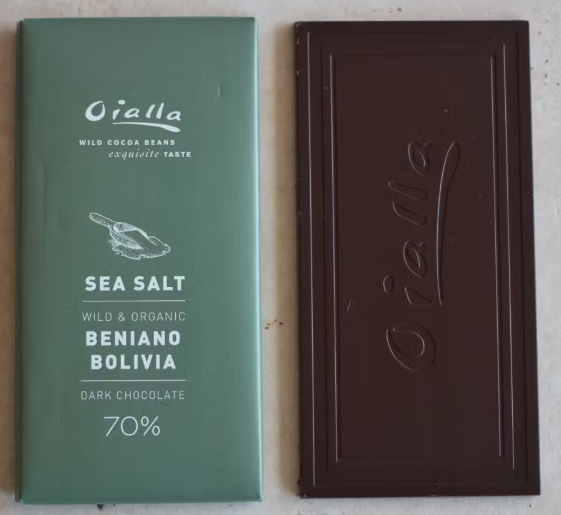 Oialla
WILD COCOA BEANS
exquisite TASTE
SEA SALT
WILD & ORGANIC
BENIANO
BOLIVIA
DARK CHOCOLATE
70%
Oialla